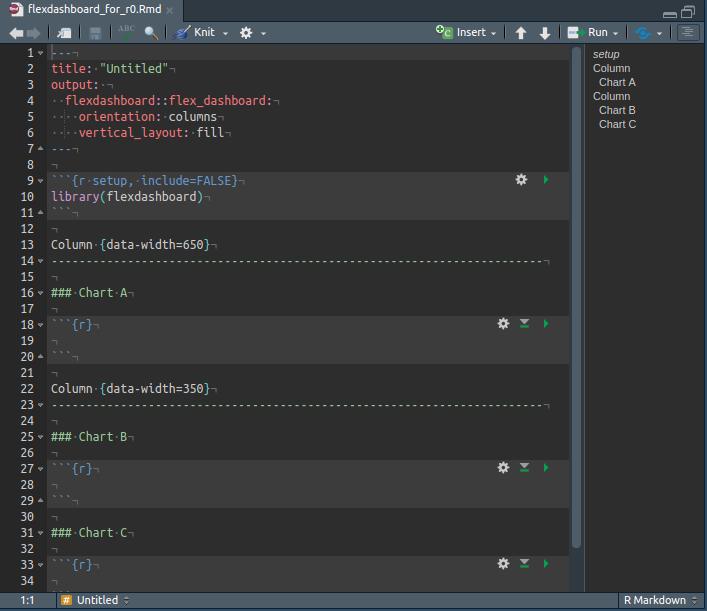 flexdashboard_for_r0.Rmd
ABC Knit Insert Run
1 ---
2 title: "Untitled"
3 output:
4 flexdashboard::flex_dashboard:
5 orientation: columns
6 vertical_layout: fill
7 ---
8
9 ```{r setup, include=FALSE}
10 library(flexdashboard)
11 ```
12
13 Column {data-width=650}
14 -----------------------------------------------------------------------
15
16 ### Chart A
17
18 ```{r}
19
20 ```
21
22 Column {data-width=350}
23 -----------------------------------------------------------------------
24
25 ### Chart B
26
27 ```{r}
28
29 ```
30
31 ### Chart C
32
33 ```{r}
34
setup
Column
Chart A
Column
Chart B
Chart C
1:1 # Untitled R Markdown